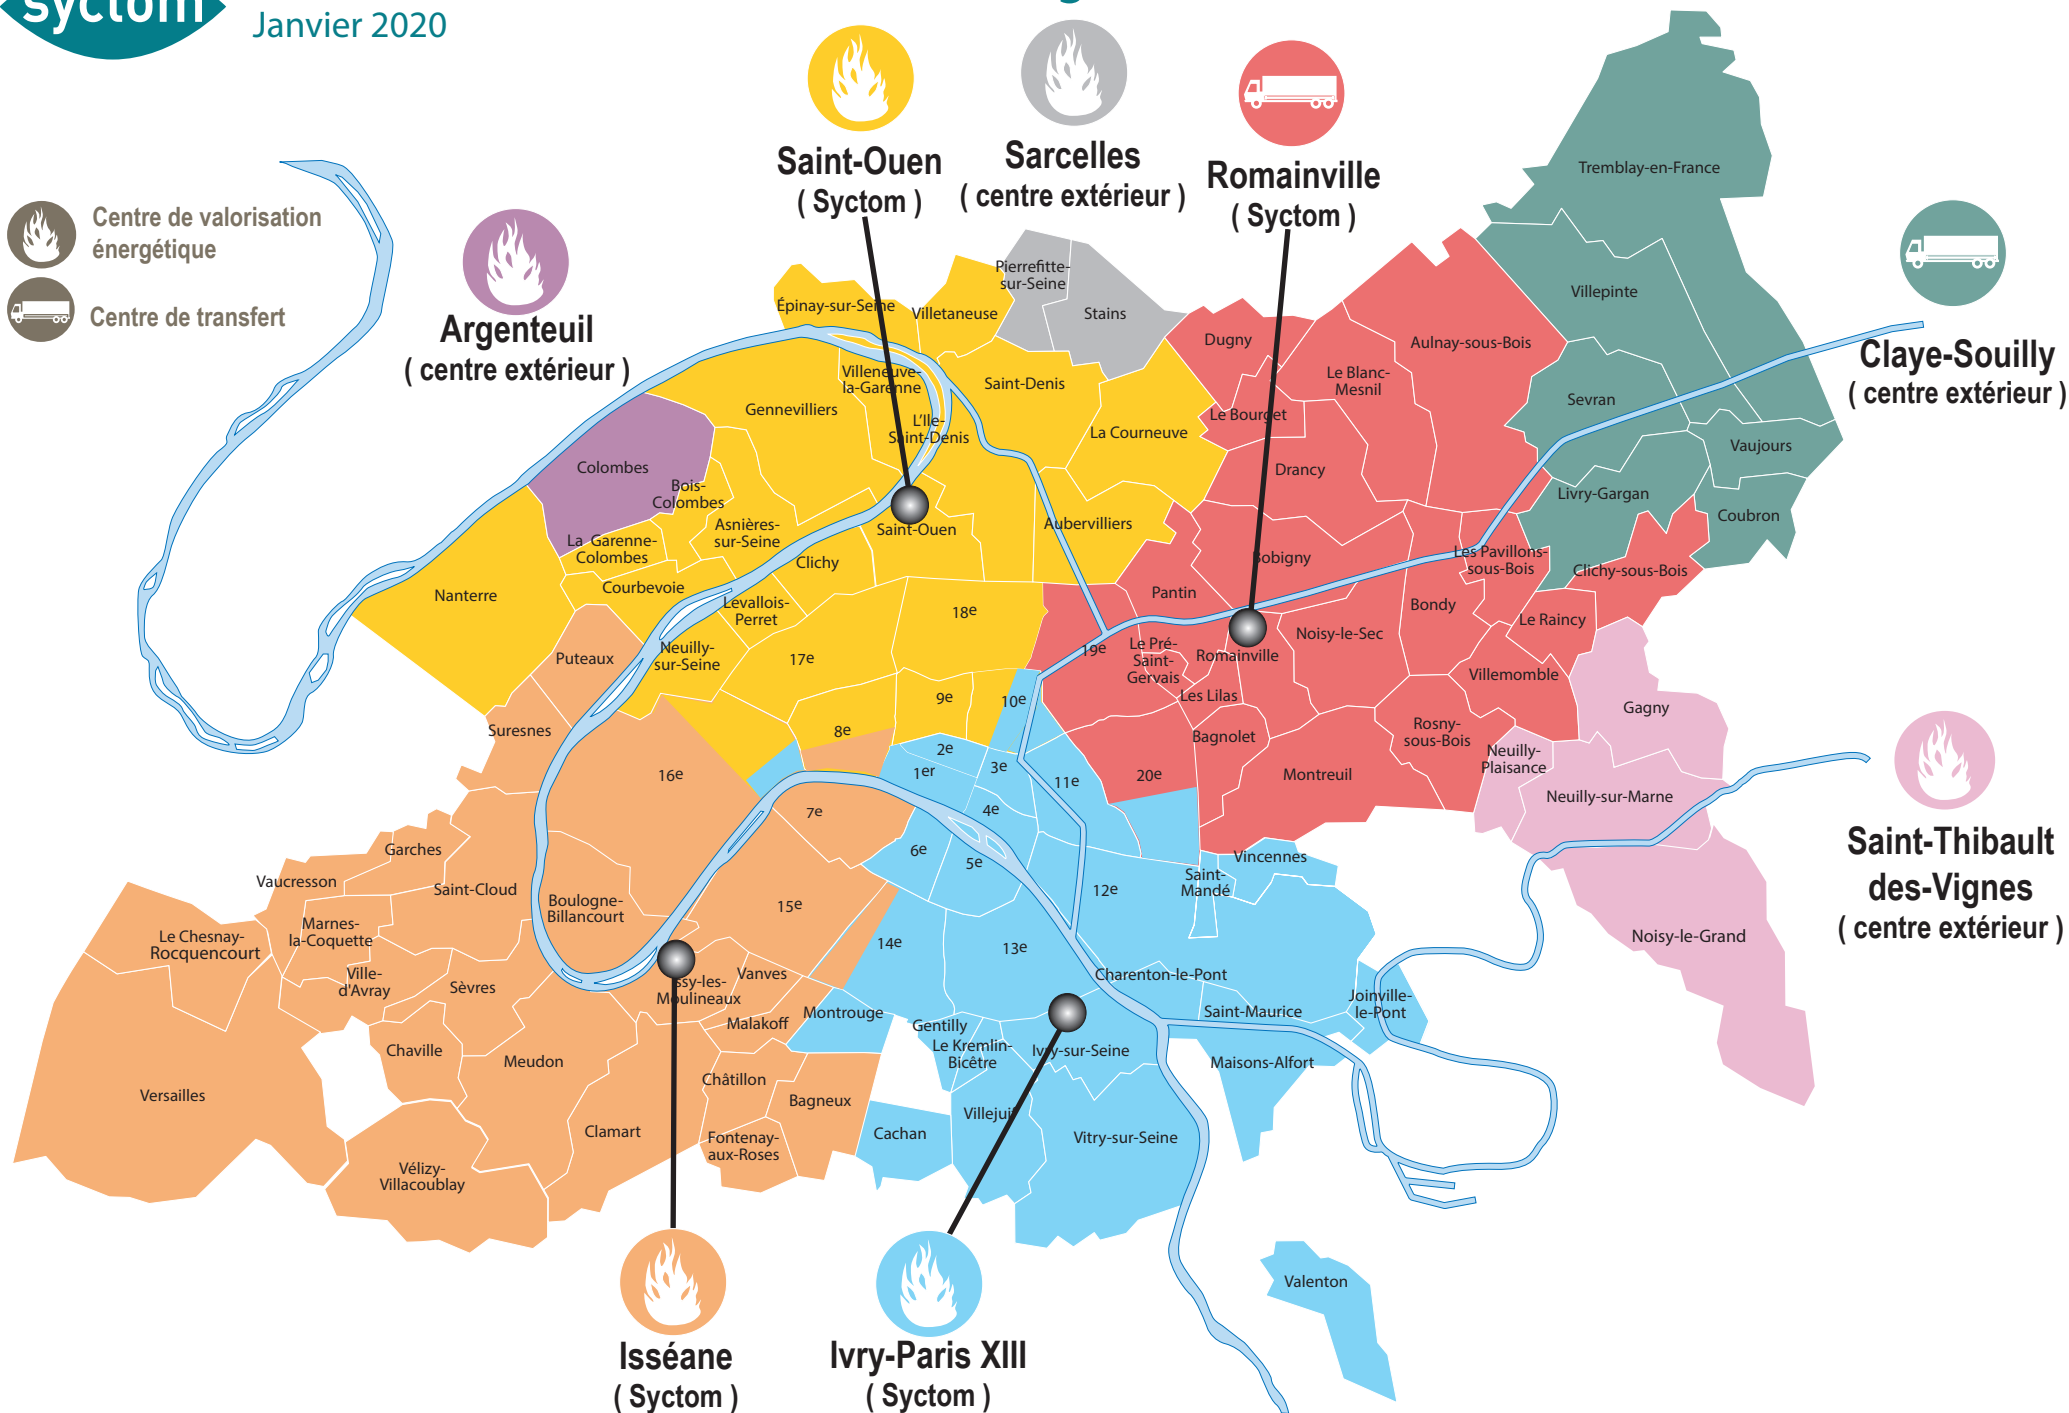 syctom
Janvier 2020
Centre de valorisation
énergétique
Centre de transfert
Argenteuil
( centre extérieur )
Saint-Ouen
( Syctom )
Sarcelles
( centre extérieur )
Romainville
( Syctom )
Claye-Souilly
( centre extérieur )
Saint-Thibault
des-Vignes
( centre extérieur )
Isséane
( Syctom )
Ivry-Paris XIII
( Syctom )
Tremblay-en-France
Villepinte
Sevran
Vaujours
Livry-Gargan
Coubron
Pierrefitte-
sur-Seine
Stains
Épinay-sur-Seine
Villetaneuse
Villeneuve-
la-Garenne
Saint-Denis
Gennevilliers
L'Ile-
Saint-Denis
La Courneuve
Dugny
Le Bourget
Le Blanc-
Mesnil
Aulnay-sous-Bois
Drancy
Colombes
Bois-
Colombes
La Garenne-
Colombes
Asnières-
sur-Seine
Saint-Ouen
Aubervilliers
Clichy
Courbevoie
Levallois-
Perret
Nanterre
Neuilly-
sur-Seine
Puteaux
Suresnes
Bobigny
Pantin
Les Pavillons-
sous-Bois
Clichy-sous-Bois
Bondy
Le Raincy
Noisy-le-Sec
Le Pré-
Saint-
Gervais
Romainville
Les Lilas
Villemomble
Bagnolet
Rosny-
sous-Bois
Montreuil
Gagny
Neuilly-
Plaisance
Neuilly-sur-Marne
Noisy-le-Grand
18e
17e
19e
9e
10e
8e
2e
1er
3e
11e
20e
16e
7e
4e
6e
5e
12e
15e
14e
13e
Vincennes
Saint-
Mandé
Garches
Vaucresson
Saint-Cloud
Boulogne-
Billancourt
Marnes-
la-Coquette
Le Chesnay-
Rocquencourt
Ville-
d'Avray
Sèvres
Issy-les-
Moulineaux
Vanves
Malakoff
Montrouge
Chaville
Meudon
Versailles
Châtillon
Bagneux
Clamart
Fontenay-
aux-Roses
Vélizy-
Villacoublay
Gentilly
Le Kremlin-
Bicêtre
Ivry-sur-Seine
Charenton-le-Pont
Saint-Maurice
Joinville-
le-Pont
Maisons-Alfort
Cachan
Villejuif
Vitry-sur-Seine
Valenton